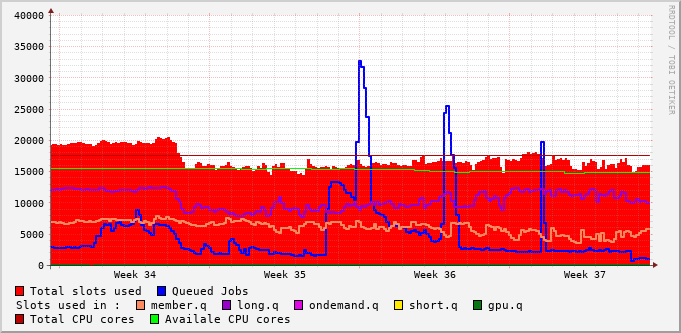 40000
35000
30000
25000
20000
15000
10000
5000
0
Week 34 Week 35 Week 36 Week 37
RRDTOOL / TOBI OETIKER
Total slots used Queued Jobs
Slots used in : member.q long.q ondemand.q short.q gpu.q
Total CPU cores Availale CPU cores